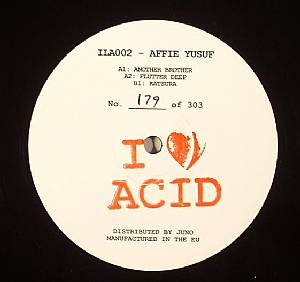 ILA002 - AFFIE YUSUF
A1: ANOTHER BROTHER
A2: FLUTTER DEEP
B1: KATSURA
No. 179 of 303
I
ACID
DISTRIBUTED BY JUNO
MANUFACTURED IN THE EU